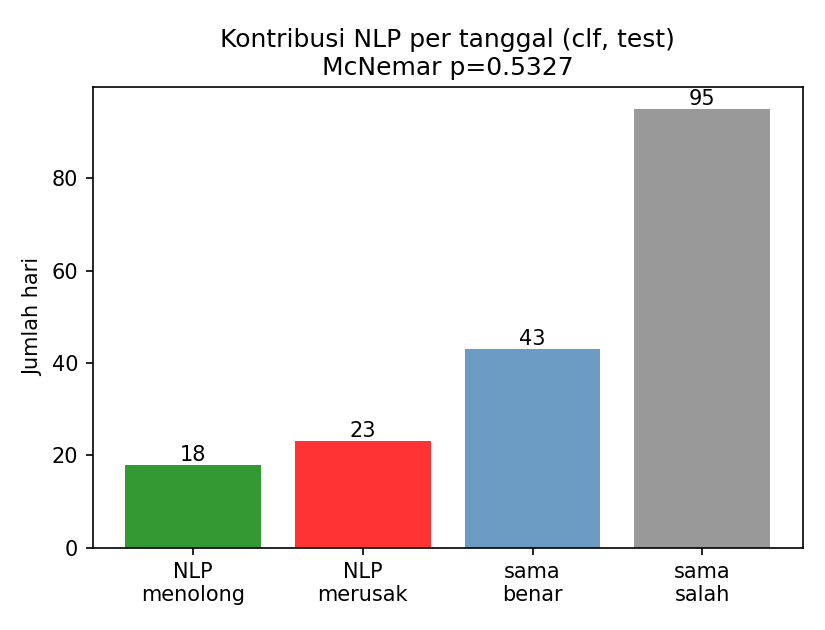 Kontribusi NLP per tanggal (clf, test)
McNemar p=0.5327
95
80
60
43
40
23
18
20
0
Jumlah hari
NLP
menolong
NLP
merusak
sama
benar
sama
salah